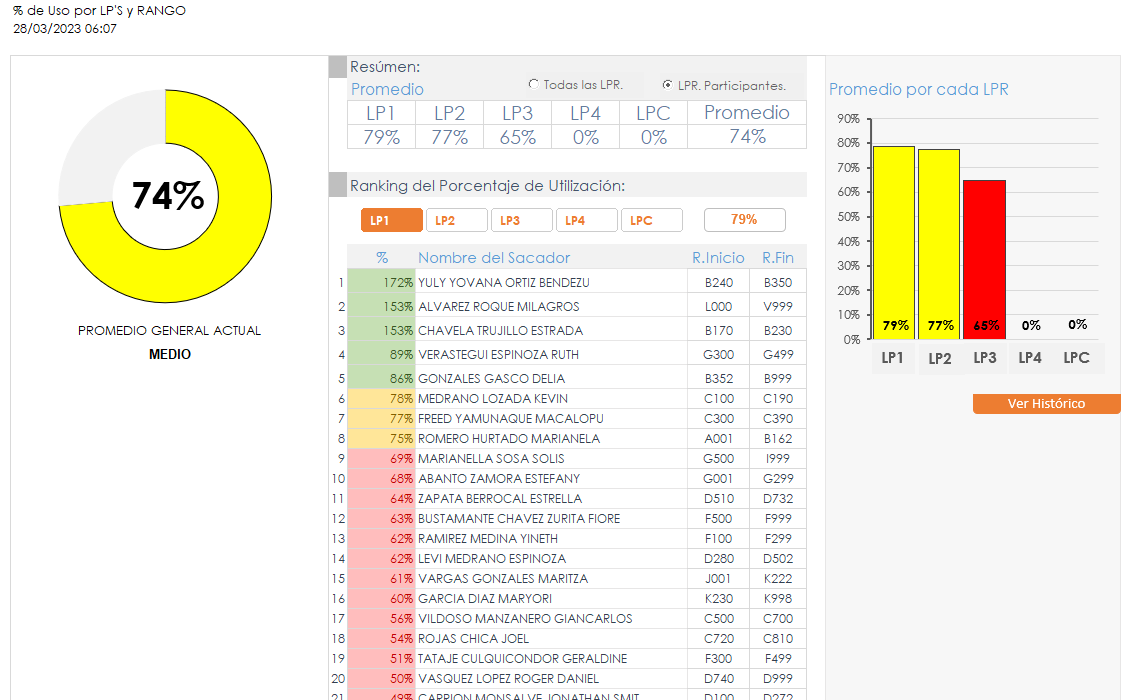 % de Uso por LP'S y RANGO
28/03/2023 06:07
74%
PROMEDIO GENERAL ACTUAL
MEDIO
Resúmen:
Promedio
Todas las LPR.
LPR. Participantes.
LP1 LP2 LP3 LP4 LPC Promedio
79% 77% 65% 0% 0% 74%
Ranking del Porcentaje de Utilización:
LP1 LP2 LP3 LP4 LPC 79%
% Nombre del Sacador R.Inicio R.Fin
1 172% YULY YOVANA ORTIZ BENDEZU B240 B350
2 153% ALVAREZ ROQUE MILAGROS L000 V999
3 153% CHAVELA TRUJILLO ESTRADA B170 B230
4 89% VERASTEGUI ESPINOZA RUTH G300 G499
5 86% GONZALES GASCO DELIA B352 B999
6 78% MEDRANO LOZADA KEVIN C100 C190
7 77% FREED YAMUNAQUE MACALOPU C300 C390
8 75% ROMERO HURTADO MARIANELA A001 B162
9 69% MARIANELLA SOSA SOLIS G500 I999
10 68% ABANTO ZAMORA ESTEFANY G001 G299
11 64% ZAPATA BERROCAL ESTRELLA D510 D732
12 63% BUSTAMANTE CHAVEZ ZURITA FIORE F500 F999
13 62% RAMIREZ MEDINA YINETH F100 F299
14 62% LEVI MEDRANO ESPINOZA D280 D502
15 61% VARGAS GONZALES MARITZA J001 K222
16 60% GARCIA DIAZ MARYORI K230 K998
17 56% VILDOSO MANZANERO GIANCARLOS C500 C700
18 54% ROJAS CHICA JOEL C720 C810
19 51% TATAJE CULQUICONDOR GERALDINE F300 F499
20 50% VASQUEZ LOPEZ ROGER DANIEL D740 D999
21 49% CARRION MONSALVE JONATHAN SMIT D100 D272
Promedio por cada LPR
90%
80%
70%
60%
50%
40%
30%
20%
10%
0%
79% 77% 65% 0% 0%
LP1 LP2 LP3 LP4 LPC
Ver Histórico